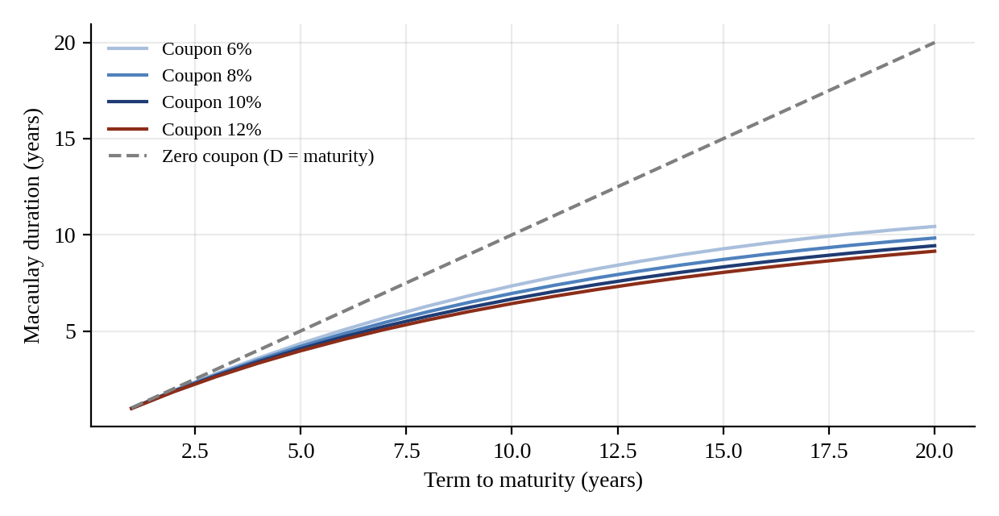 20
15
10
5
Macaulay duration (years)
Coupon 6%
Coupon 8%
Coupon 10%
Coupon 12%
Zero coupon (D = maturity)
2.5 5.0 7.5 10.0 12.5 15.0 17.5 20.0
Term to maturity (years)